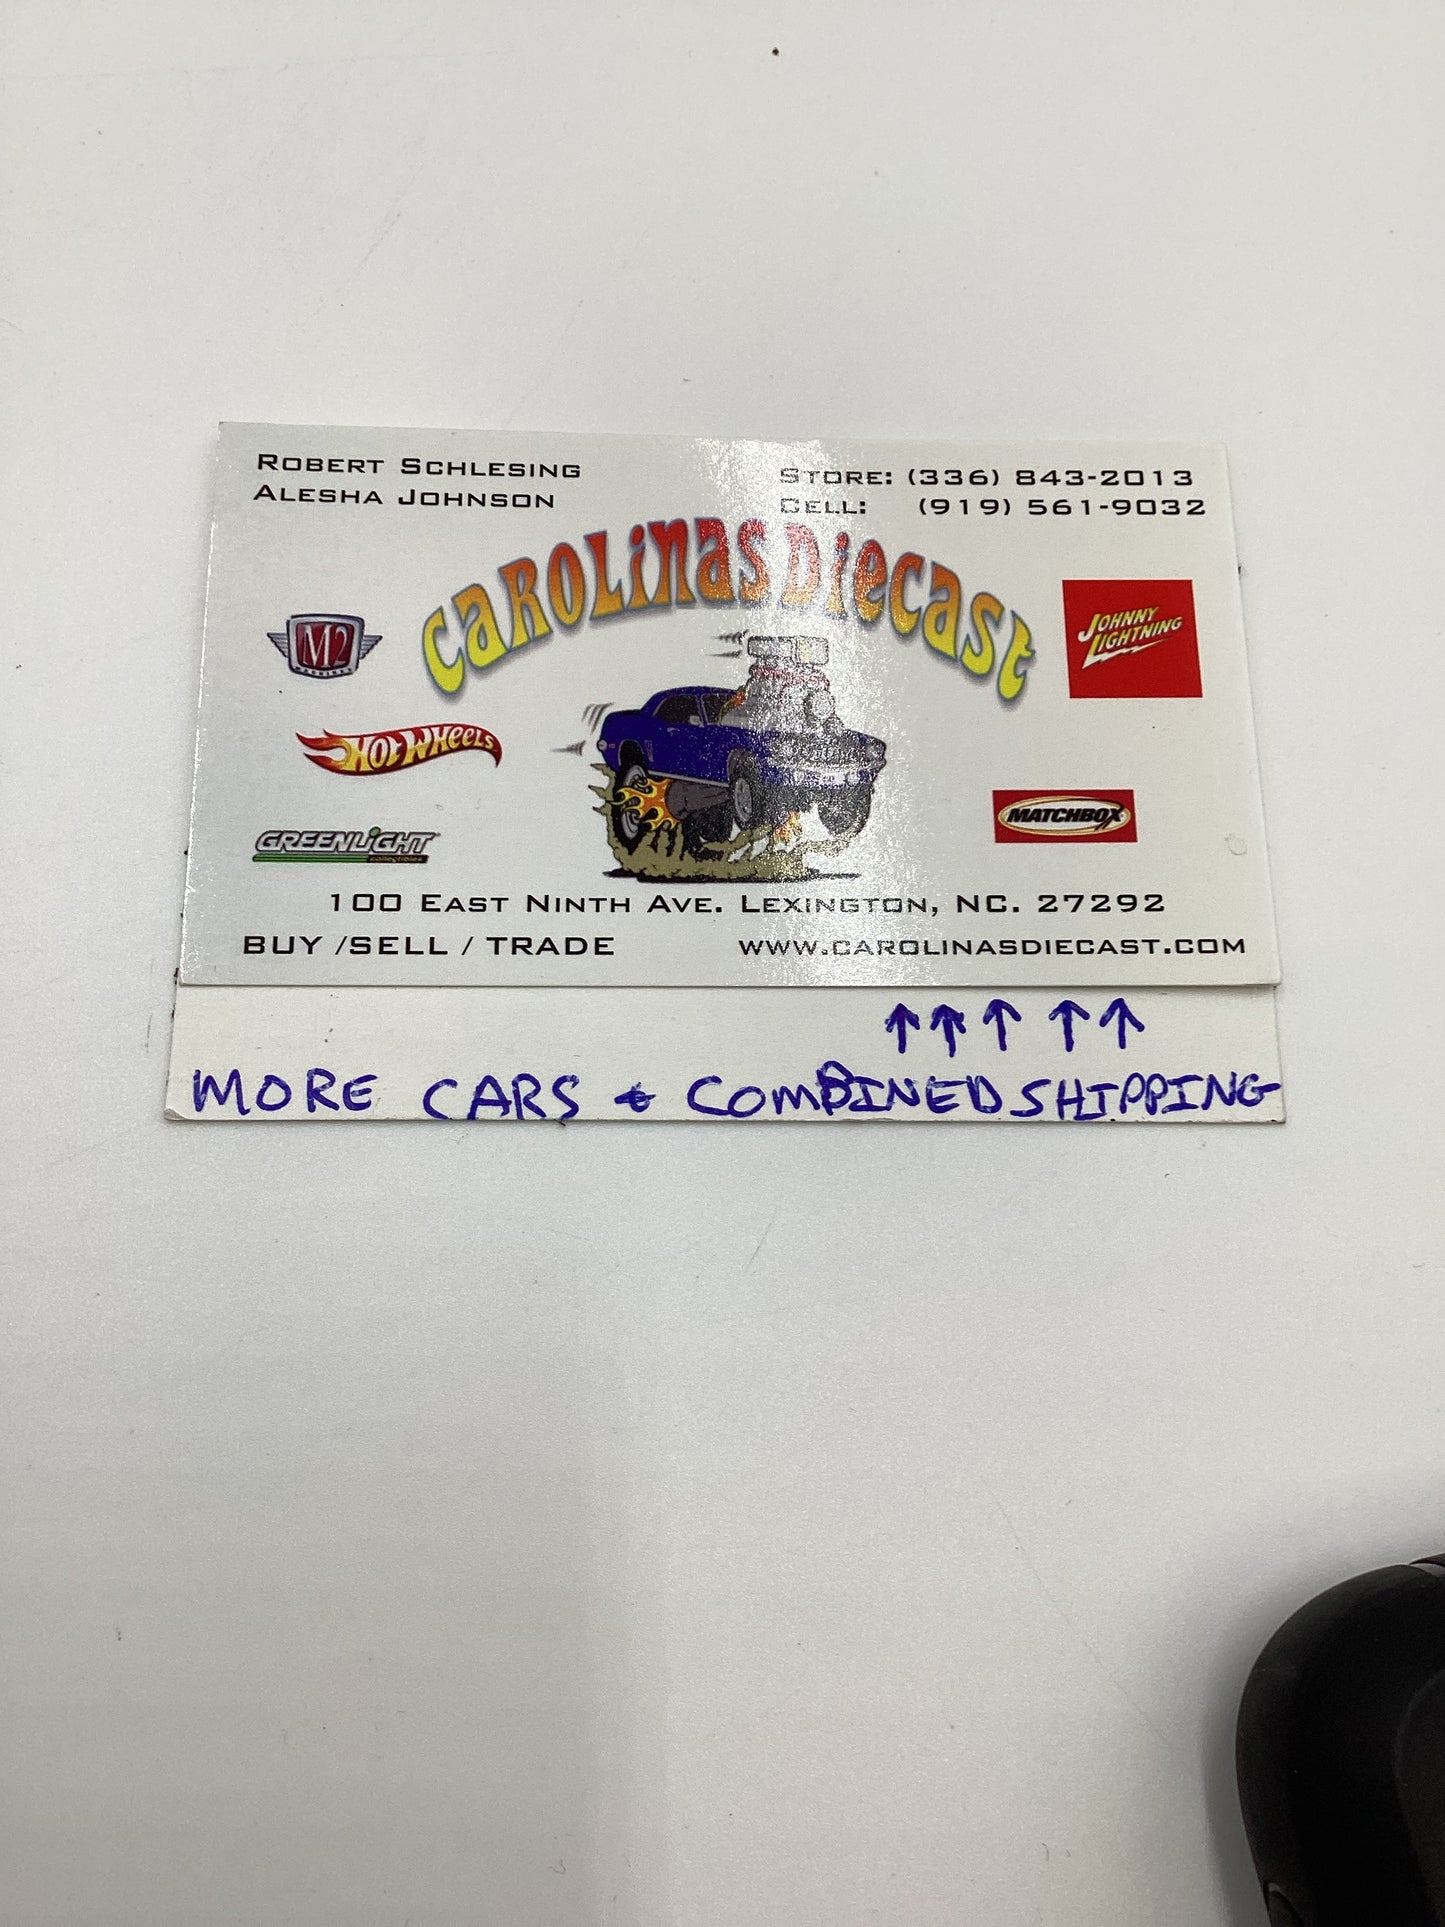 ROBERT SCHLESING
ALESHA JOHNSON
STORE: (336) 843-2013
CELL: (919) 561-9032
CAROLINAS DIECAST
M2
MACHINES
JOHNNY
LIGHTNING
HOT WHEELS
MATCHBOX
GREENLIGHT
collectibles
100 EAST NINTH AVE. LEXINGTON, NC. 27292
BUY /SELL / TRADE
WWW.CAROLINASDIECAST.COM
↑ ↑ ↑ ↑ ↑
MORE CARS & COMBINED SHIPPING